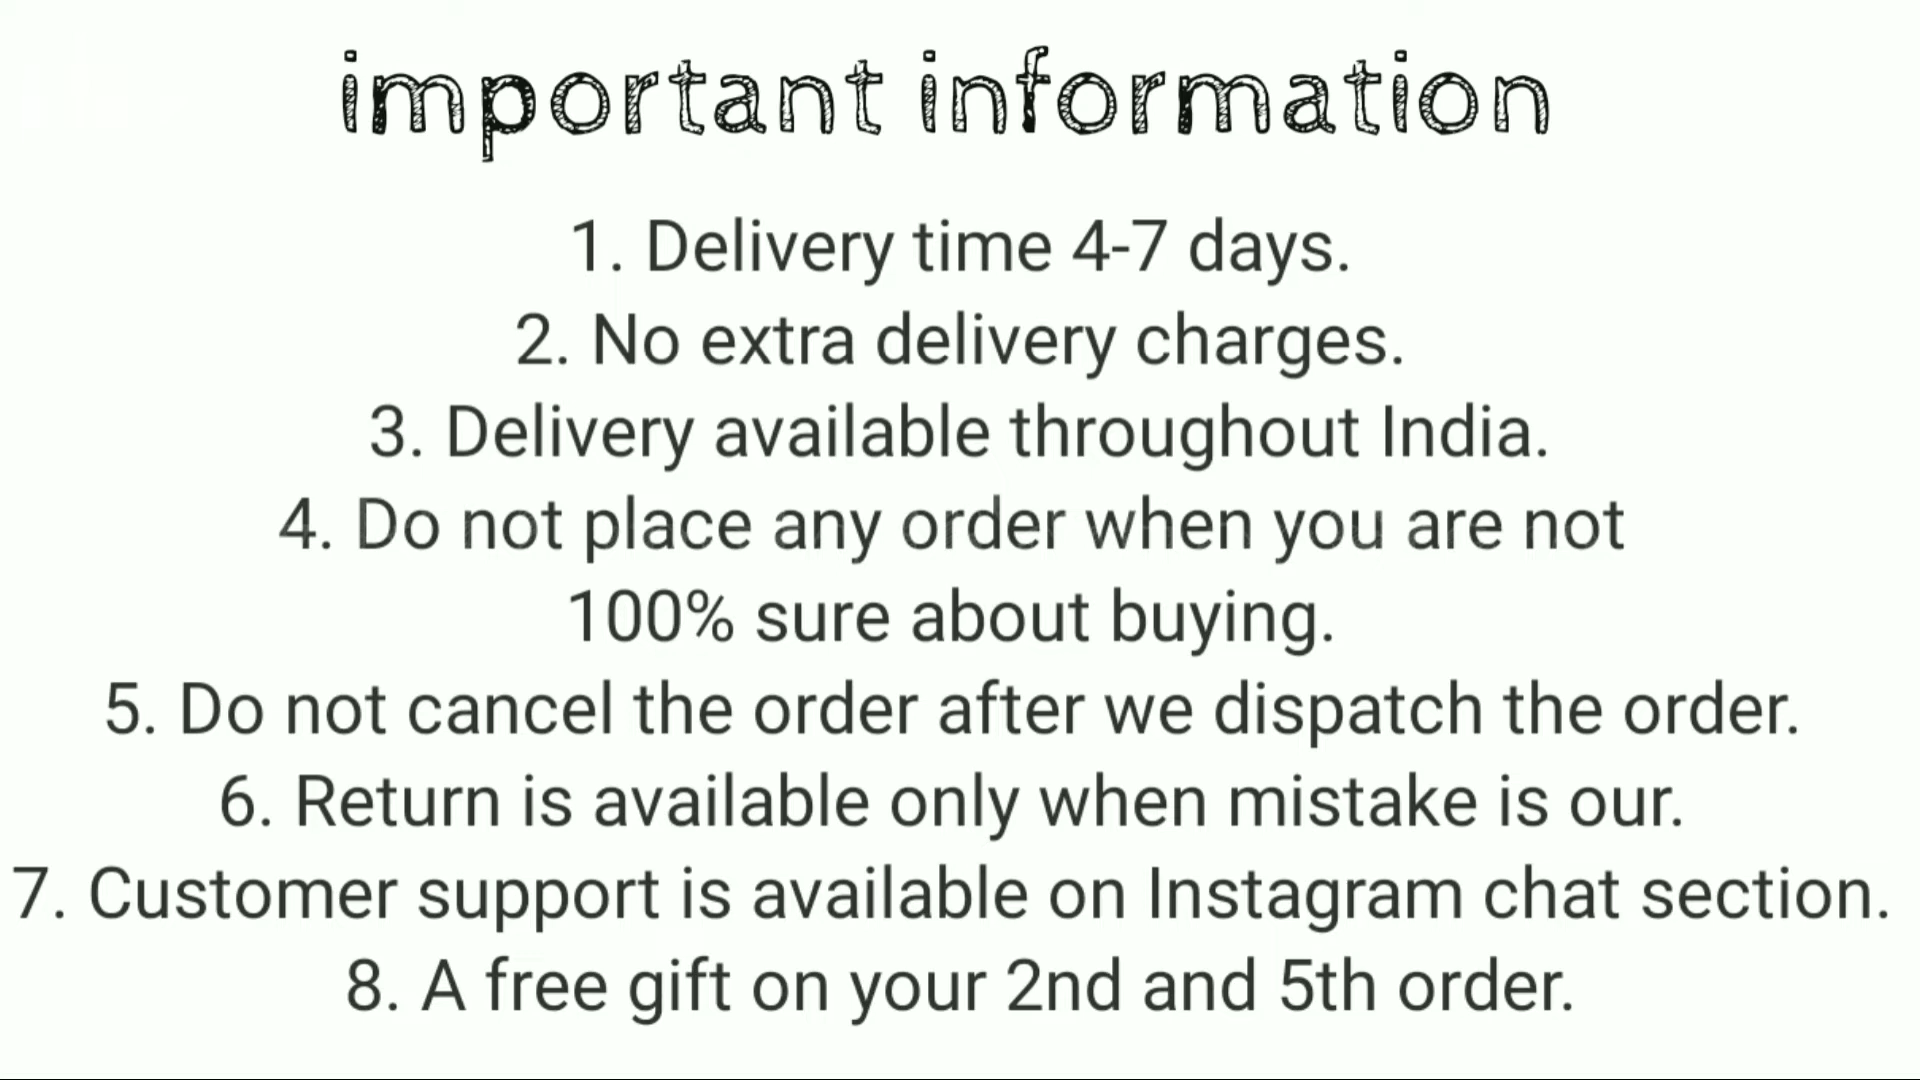 important information
1. Delivery time 4-7 days.
2. No extra delivery charges.
3. Delivery available throughout India.
4. Do not place any order when you are not
100% sure about buying.
5. Do not cancel the order after we dispatch the order.
6. Return is available only when mistake is our.
7. Customer support is available on Instagram chat section.
8. A free gift on your 2nd and 5th order.